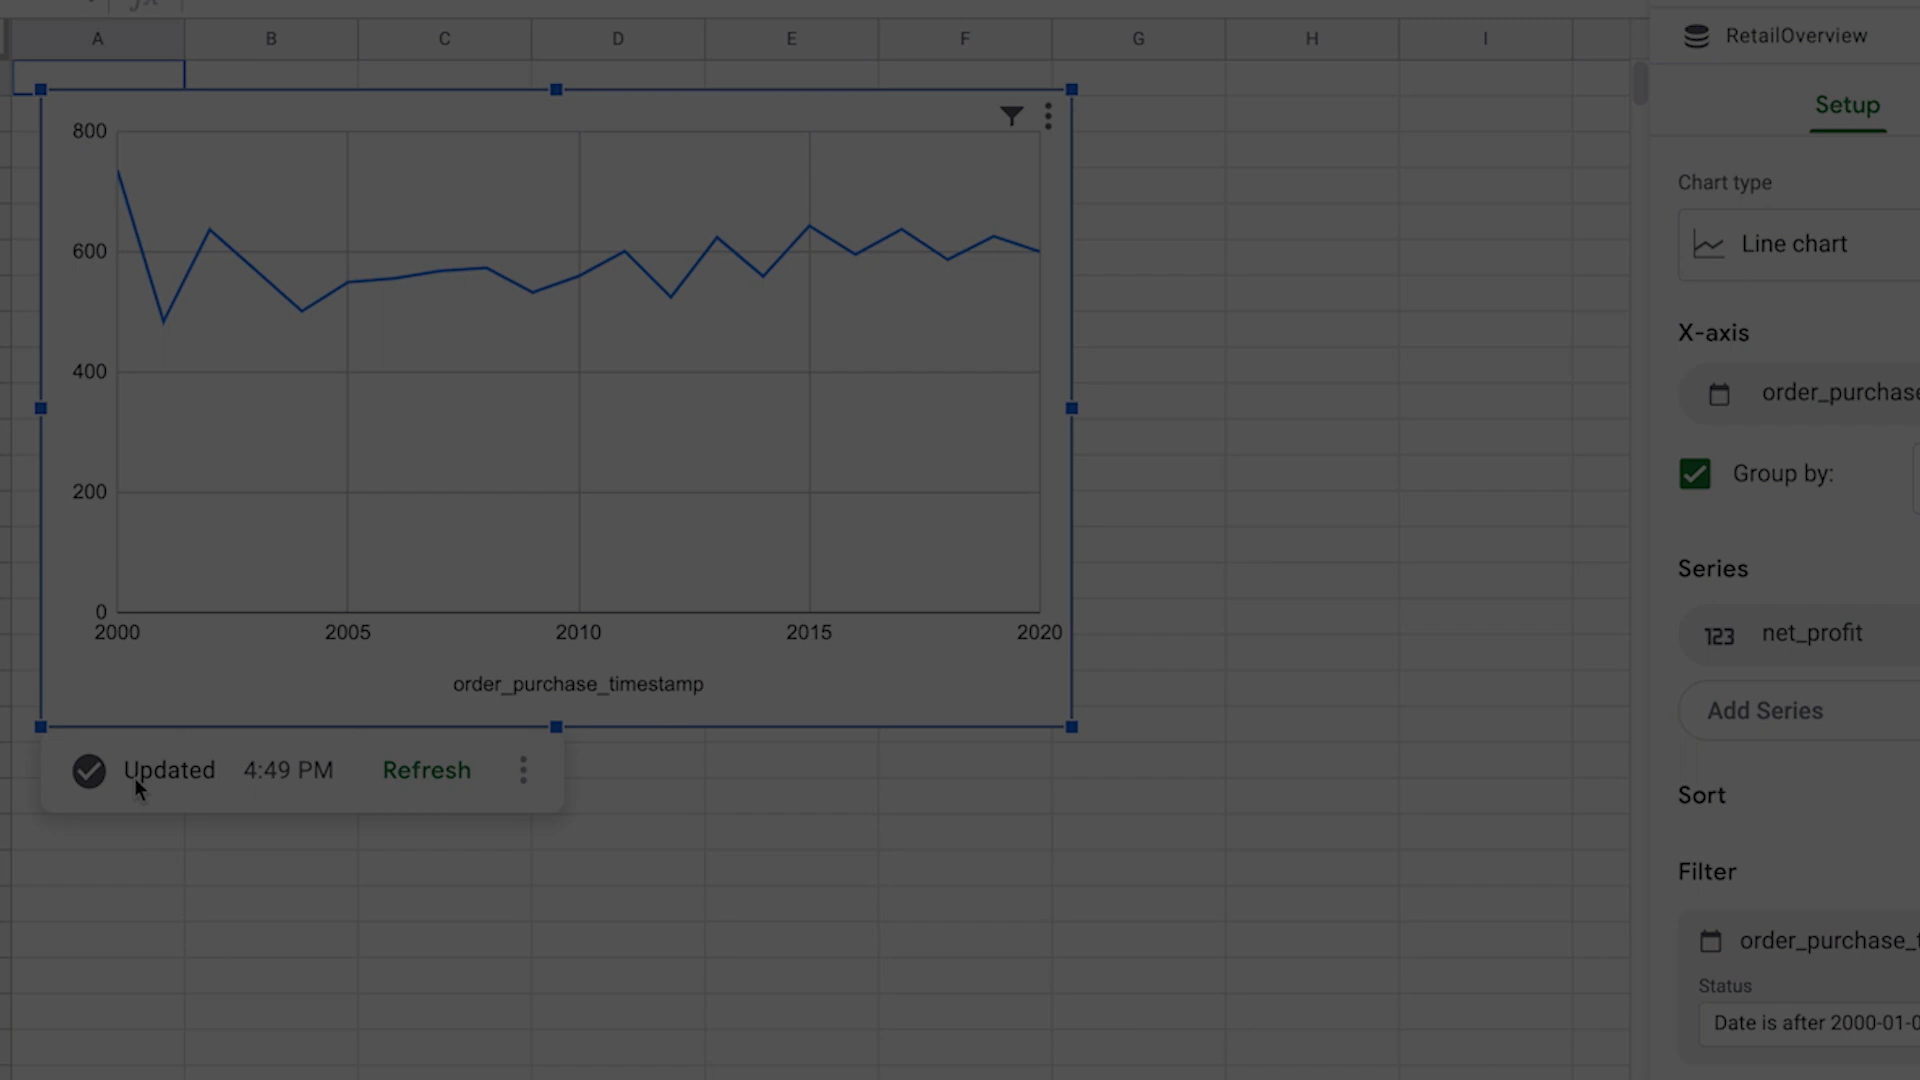 A B C D E F G H I
RetailOverview
Setup
Chart type
Line chart
X-axis
order_purchase
Group by:
Series
123 net_profit
Add Series
Sort
Filter
order_purchase_t
Status
Date is after 2000-01-0
800
600
400
200
0
2000 2005 2010 2015 2020
order_purchase_timestamp
Updated 4:49 PM Refresh